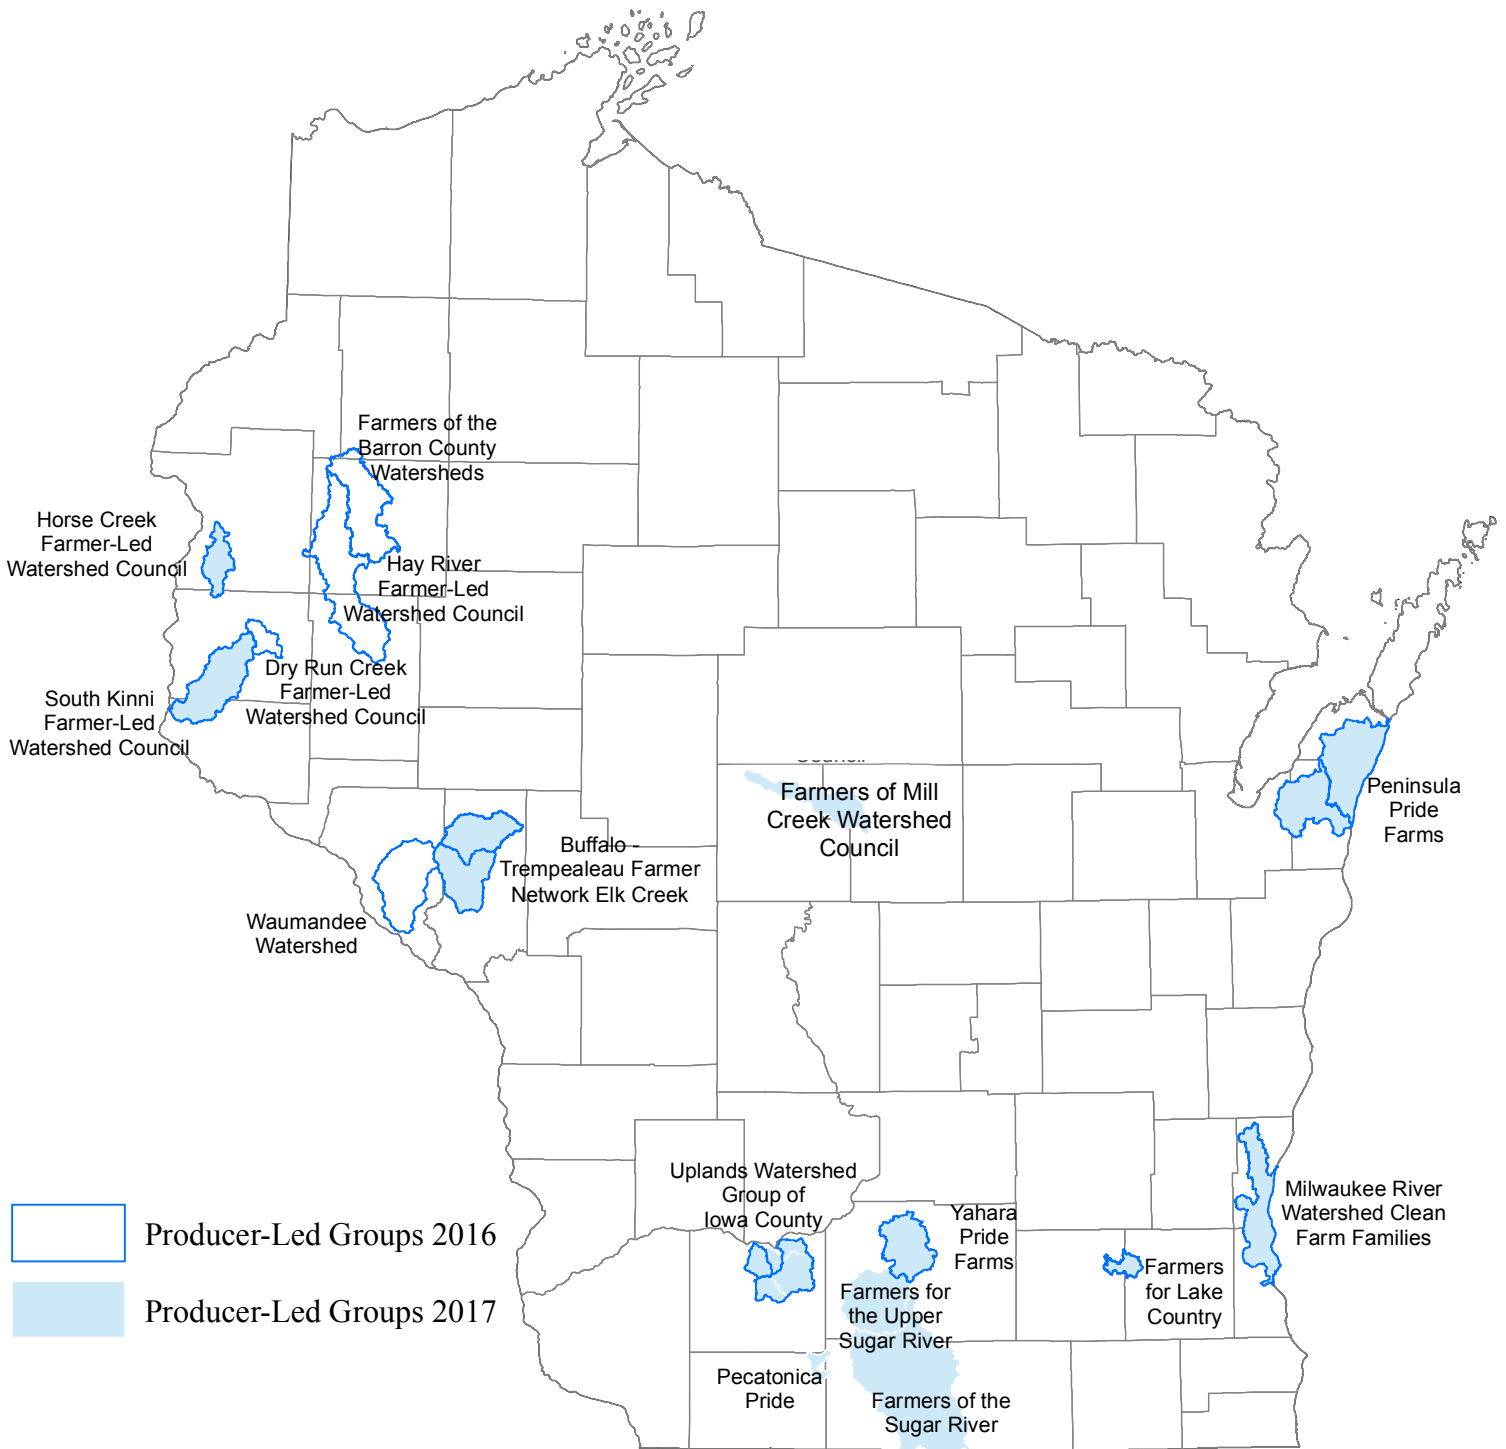 Farmers of the
Barron County
Watersheds
Horse Creek
Farmer-Led
Watershed Council
Hay River
Farmer-Led
Watershed Council
Dry Run Creek
Farmer-Led
Watershed Council
South Kinni
Farmer-Led
Watershed Council
Council
Farmers of Mill
Creek Watershed
Council
Peninsula
Pride
Farms
Buffalo -
Trempealeau Farmer
Network Elk Creek
Waumandee
Watershed
Uplands Watershed
Group of
Iowa County
Yahara
Pride
Farms
Milwaukee River
Watershed Clean
Farm Families
Farmers
for Lake
Country
Farmers for
the Upper
Sugar River
Pecatonica
Pride
Farmers of the
Sugar River
Producer-Led Groups 2016
Producer-Led Groups 2017